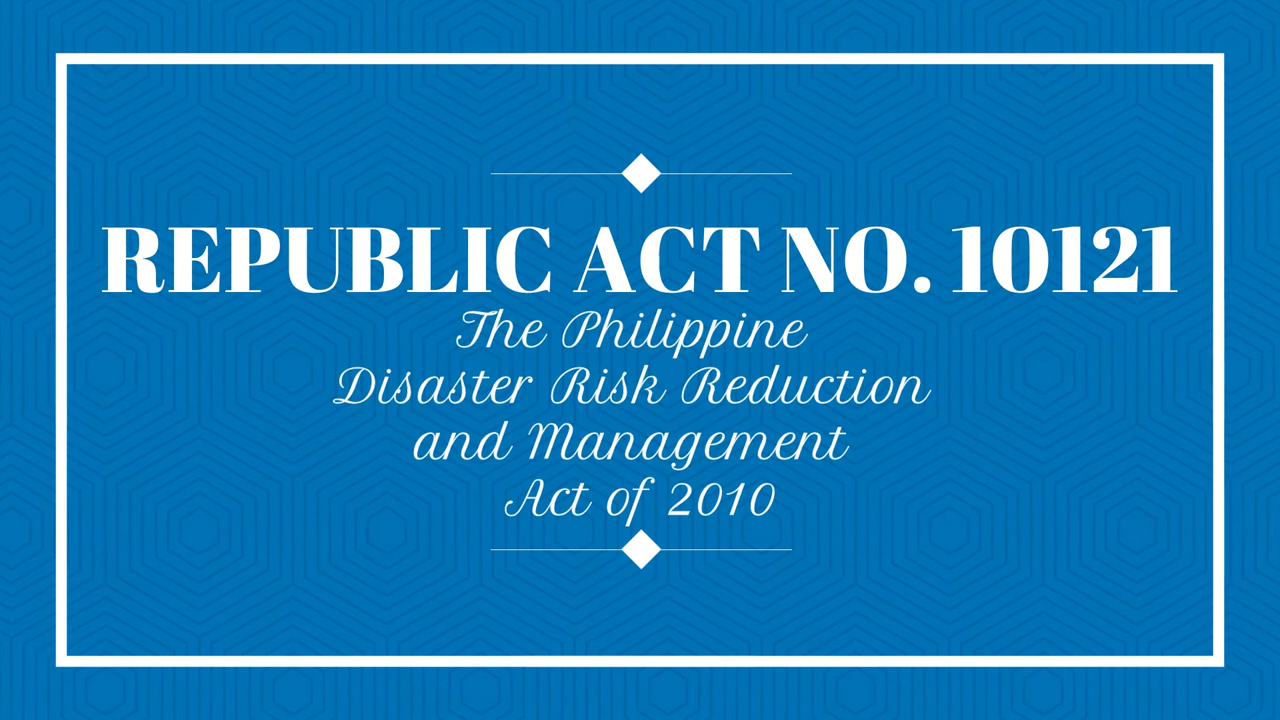 REPUBLIC ACT NO. 10121
The Philippine
Disaster Risk Reduction
and Management
Act of 2010